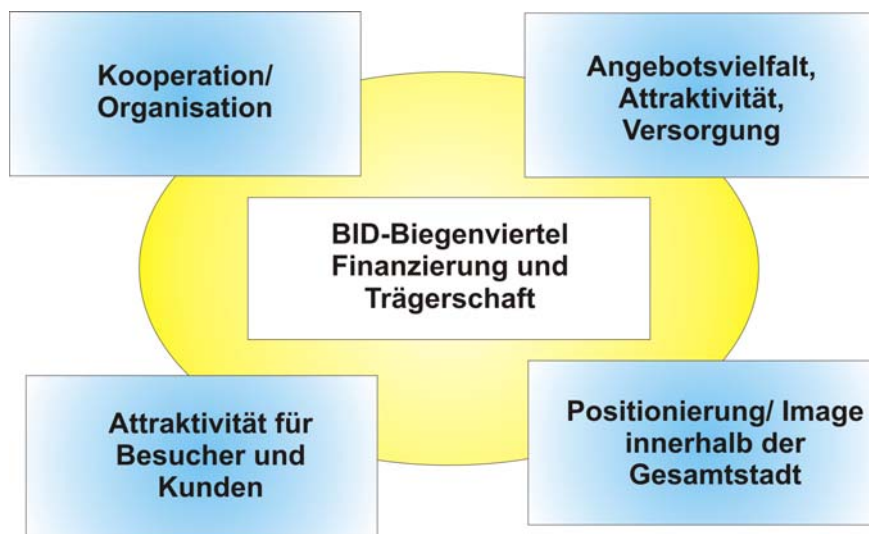 Kooperation/
Organisation
Angebotsvielfalt,
Attraktivität,
Versorgung
BID-Biegenviertel
Finanzierung und
Trägerschaft
Attraktivität für
Besucher und
Kunden
Positionierung/ Image
innerhalb der
Gesamtstadt